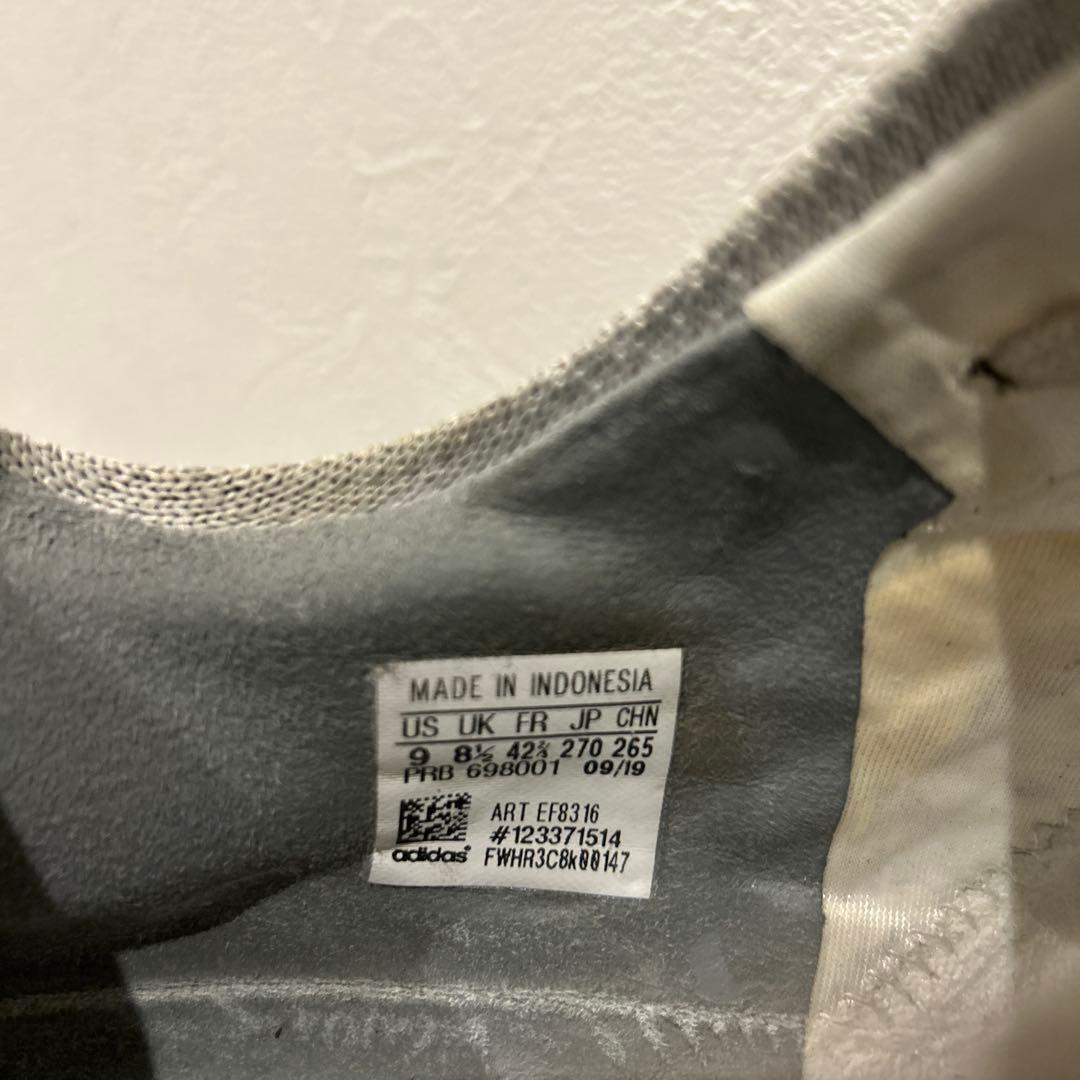 MADE IN INDONESIA
US UK FR JP CHN
9 8½ 42⅔ 270 265
PRB 698001 09/19
ART EF8316
#123371514
adidas FWHR3C8k00147